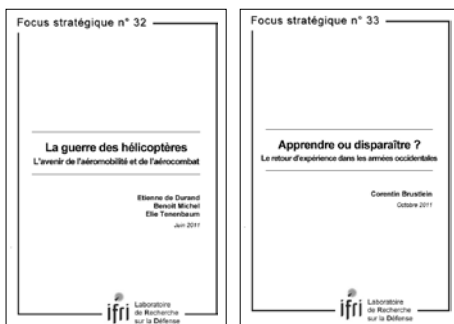 Focus stratégique n° 32
La guerre des hélicoptères
L'avenir de l'aéromobilité et de l'aérocombat
Etienne de Durand
Benoit Michel
Elie Tenenbaum
Juin 2011
ifri
Laboratoire
de Recherche
sur la Défense
Focus stratégique n° 33
Apprendre ou disparaître ?
Le retour d'expérience dans les armées occidentales
Corentin Brustlein
Octobre 2011
ifri
Laboratoire
de Recherche
sur la Défense